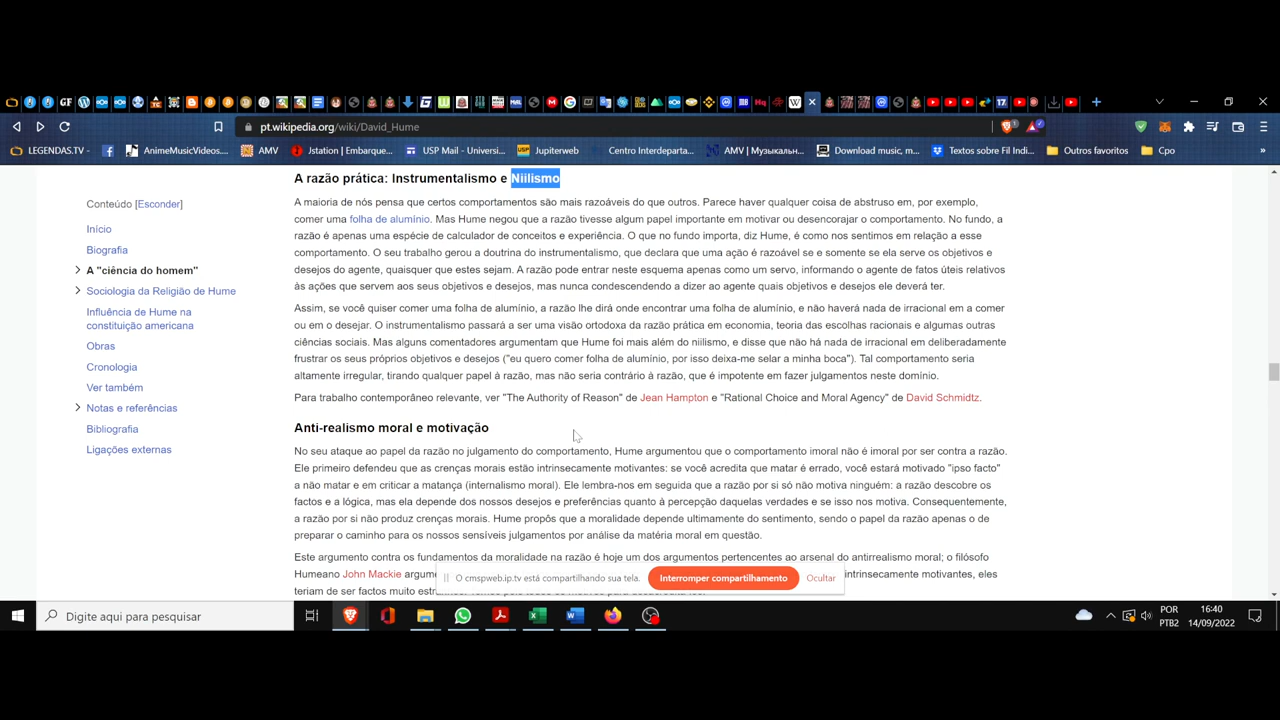 pt.wikipedia.org/wiki/David_Hume
LEGENDAS.TV - AnimeMusicVideos.... AMV Jstation | Embarque... USP Mail - Universi... Jupiterweb Centro Interdeparta... AMV | Музыкальн... Download music, m... Textos sobre Fil Indi... Outros favoritos Cpo
A razão prática: Instrumentalismo e Niilismo
Conteúdo [Esconder]
Início
Biografia
A "ciência do homem"
Sociologia da Religião de Hume
Influência de Hume na
constituição americana
Obras
Cronologia
Ver também
Notas e referências
Bibliografia
Ligações externas
A maioria de nós pensa que certos comportamentos são mais razoáveis do que outros. Parece haver qualquer coisa de abstruso em, por exemplo,
comer uma folha de alumínio. Mas Hume negou que a razão tivesse algum papel importante em motivar ou desencorajar o comportamento. No fundo, a
razão é apenas uma espécie de calculador de conceitos e experiência. O que no fundo importa, diz Hume, é como nos sentimos em relação a esse
comportamento. O seu trabalho gerou a doutrina do instrumentalismo, que declara que uma ação é razoável se e somente se ela serve os objetivos e
desejos do agente, quaisquer que estes sejam. A razão pode entrar neste esquema apenas como um servo, informando o agente de fatos úteis relativos
às ações que servem aos seus objetivos e desejos, mas nunca condescendendo a dizer ao agente quais objetivos e desejos ele deverá ter.
Assim, se você quiser comer uma folha de alumínio, a razão lhe dirá onde encontrar uma folha de alumínio, e não haverá nada de irracional em a comer
ou em o desejar. O instrumentalismo passará a ser uma visão ortodoxa da razão prática em economia, teoria das escolhas racionais e algumas outras
ciências sociais. Mas alguns comentadores argumentam que Hume foi mais além do niilismo, e disse que não há nada de irracional em deliberadamente
frustrar os seus próprios objetivos e desejos ("eu quero comer folha de alumínio, por isso deixa-me selar a minha boca"). Tal comportamento seria
altamente irregular, tirando qualquer papel à razão, mas não seria contrário à razão, que é impotente em fazer julgamentos neste domínio.
Para trabalho contemporâneo relevante, ver "The Authority of Reason" de Jean Hampton e "Rational Choice and Moral Agency" de David Schmidtz.
Anti-realismo moral e motivação
No seu ataque ao papel da razão no julgamento do comportamento, Hume argumentou que o comportamento imoral não é imoral por ser contra a razão.
Ele primeiro defendeu que as crenças morais estão intrinsecamente motivantes: se você acredita que matar é errado, você estará motivado "ipso facto"
a não matar e em criticar a matança (internalismo moral). Ele lembra-nos em seguida que a razão por si só não motiva ninguém: a razão descobre os
factos e a lógica, mas ela depende dos nossos desejos e preferências quanto à percepção daquelas verdades e se isso nos motiva. Consequentemente,
a razão por si não produz crenças morais. Hume propôs que a moralidade depende ultimamente do sentimento, sendo o papel da razão apenas o de
preparar o caminho para os nossos sensíveis julgamentos por análise da matéria moral em questão.
Este argumento contra os fundamentos da moralidade na razão é hoje um dos argumentos pertencentes ao arsenal do antirrealismo moral; o filósofo
Humeano John Mackie argume intrinsecamente motivantes, eles
teriam de ser factos muito
O cmspweb.ip.tv está compartilhando sua tela. Interromper compartilhamento Ocultar
Digite aqui para pesquisar
POR
PTB2
16:40
14/09/2022